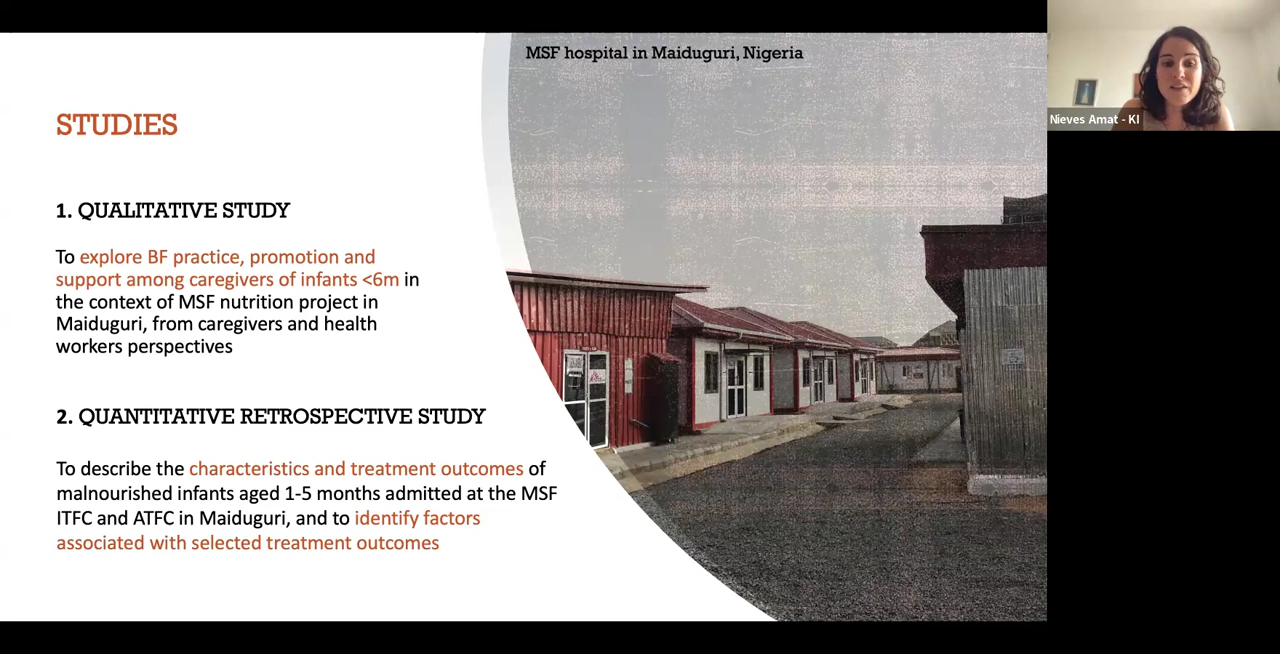 MSF hospital in Maiduguri, Nigeria
Nieves Amat - KI
STUDIES
1. QUALITATIVE STUDY
To explore BF practice, promotion and
support among caregivers of infants <6m in
the context of MSF nutrition project in
Maiduguri, from caregivers and health
workers perspectives
2. QUANTITATIVE RETROSPECTIVE STUDY
To describe the characteristics and treatment outcomes of
malnourished infants aged 1-5 months admitted at the MSF
ITFC and ATFC in Maiduguri, and to identify factors
associated with selected treatment outcomes